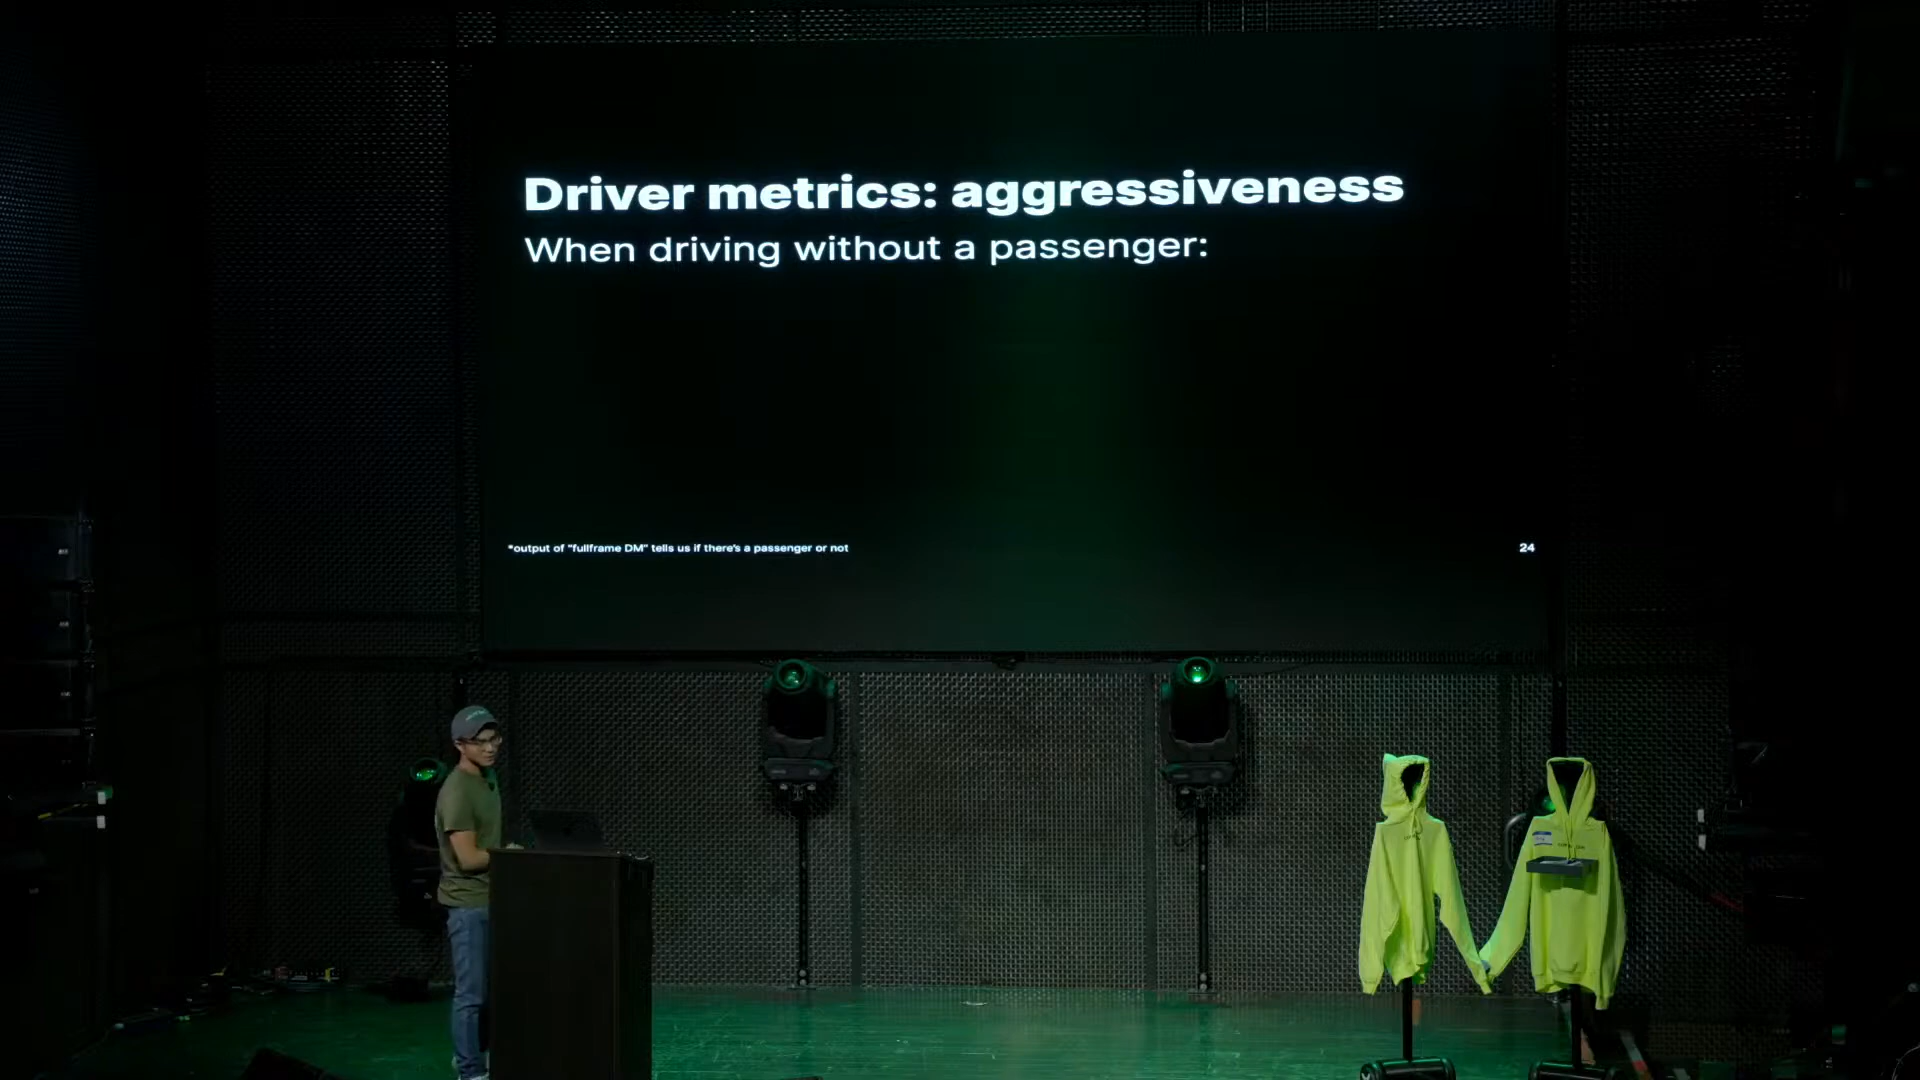 Driver metrics: aggressiveness
When driving without a passenger:
*output of "fullframe DM" tells us if there's a passenger or not
24